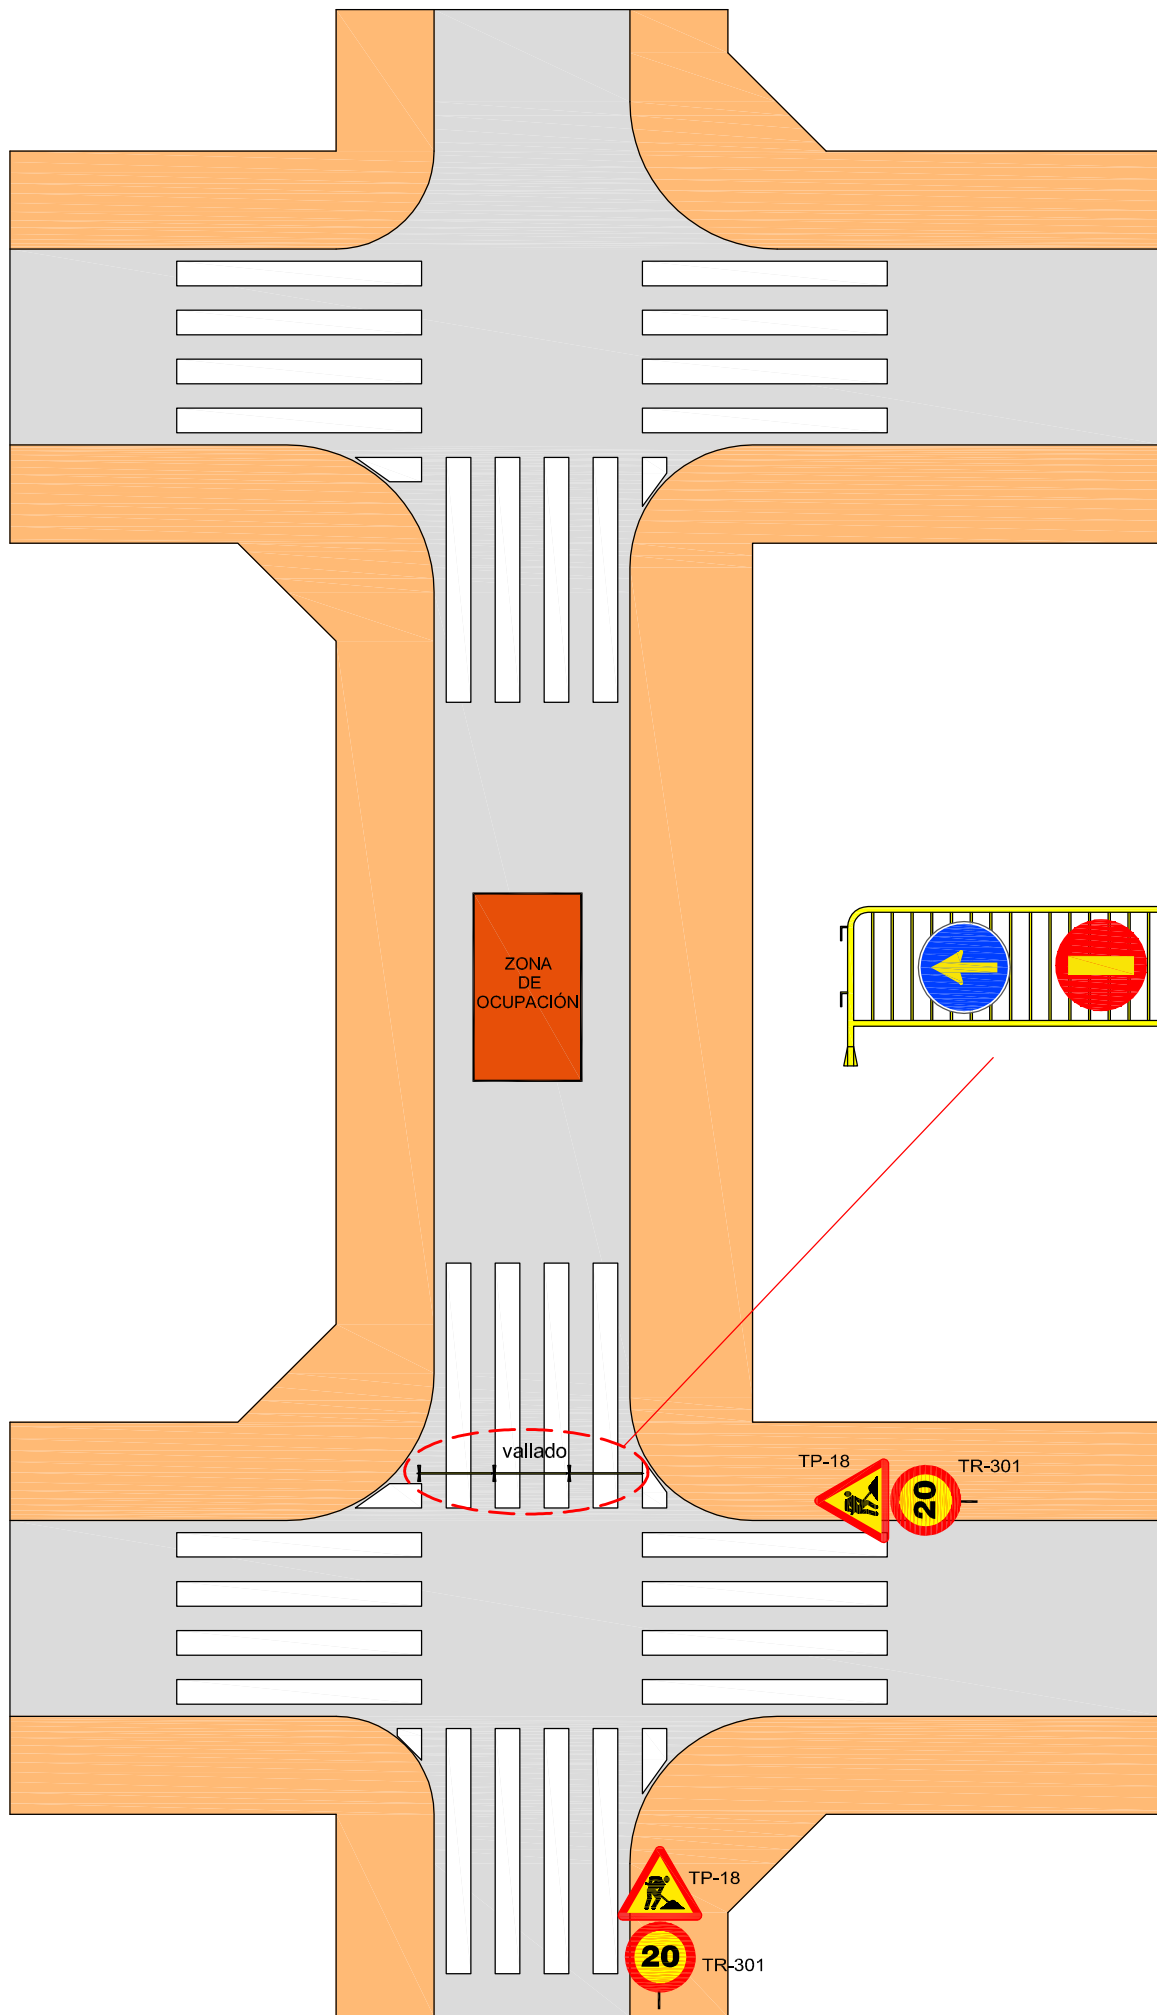 ZONA
DE
OCUPACIÓN
vallado
TP-18
TR-301
20
TP-18
20
TR-301